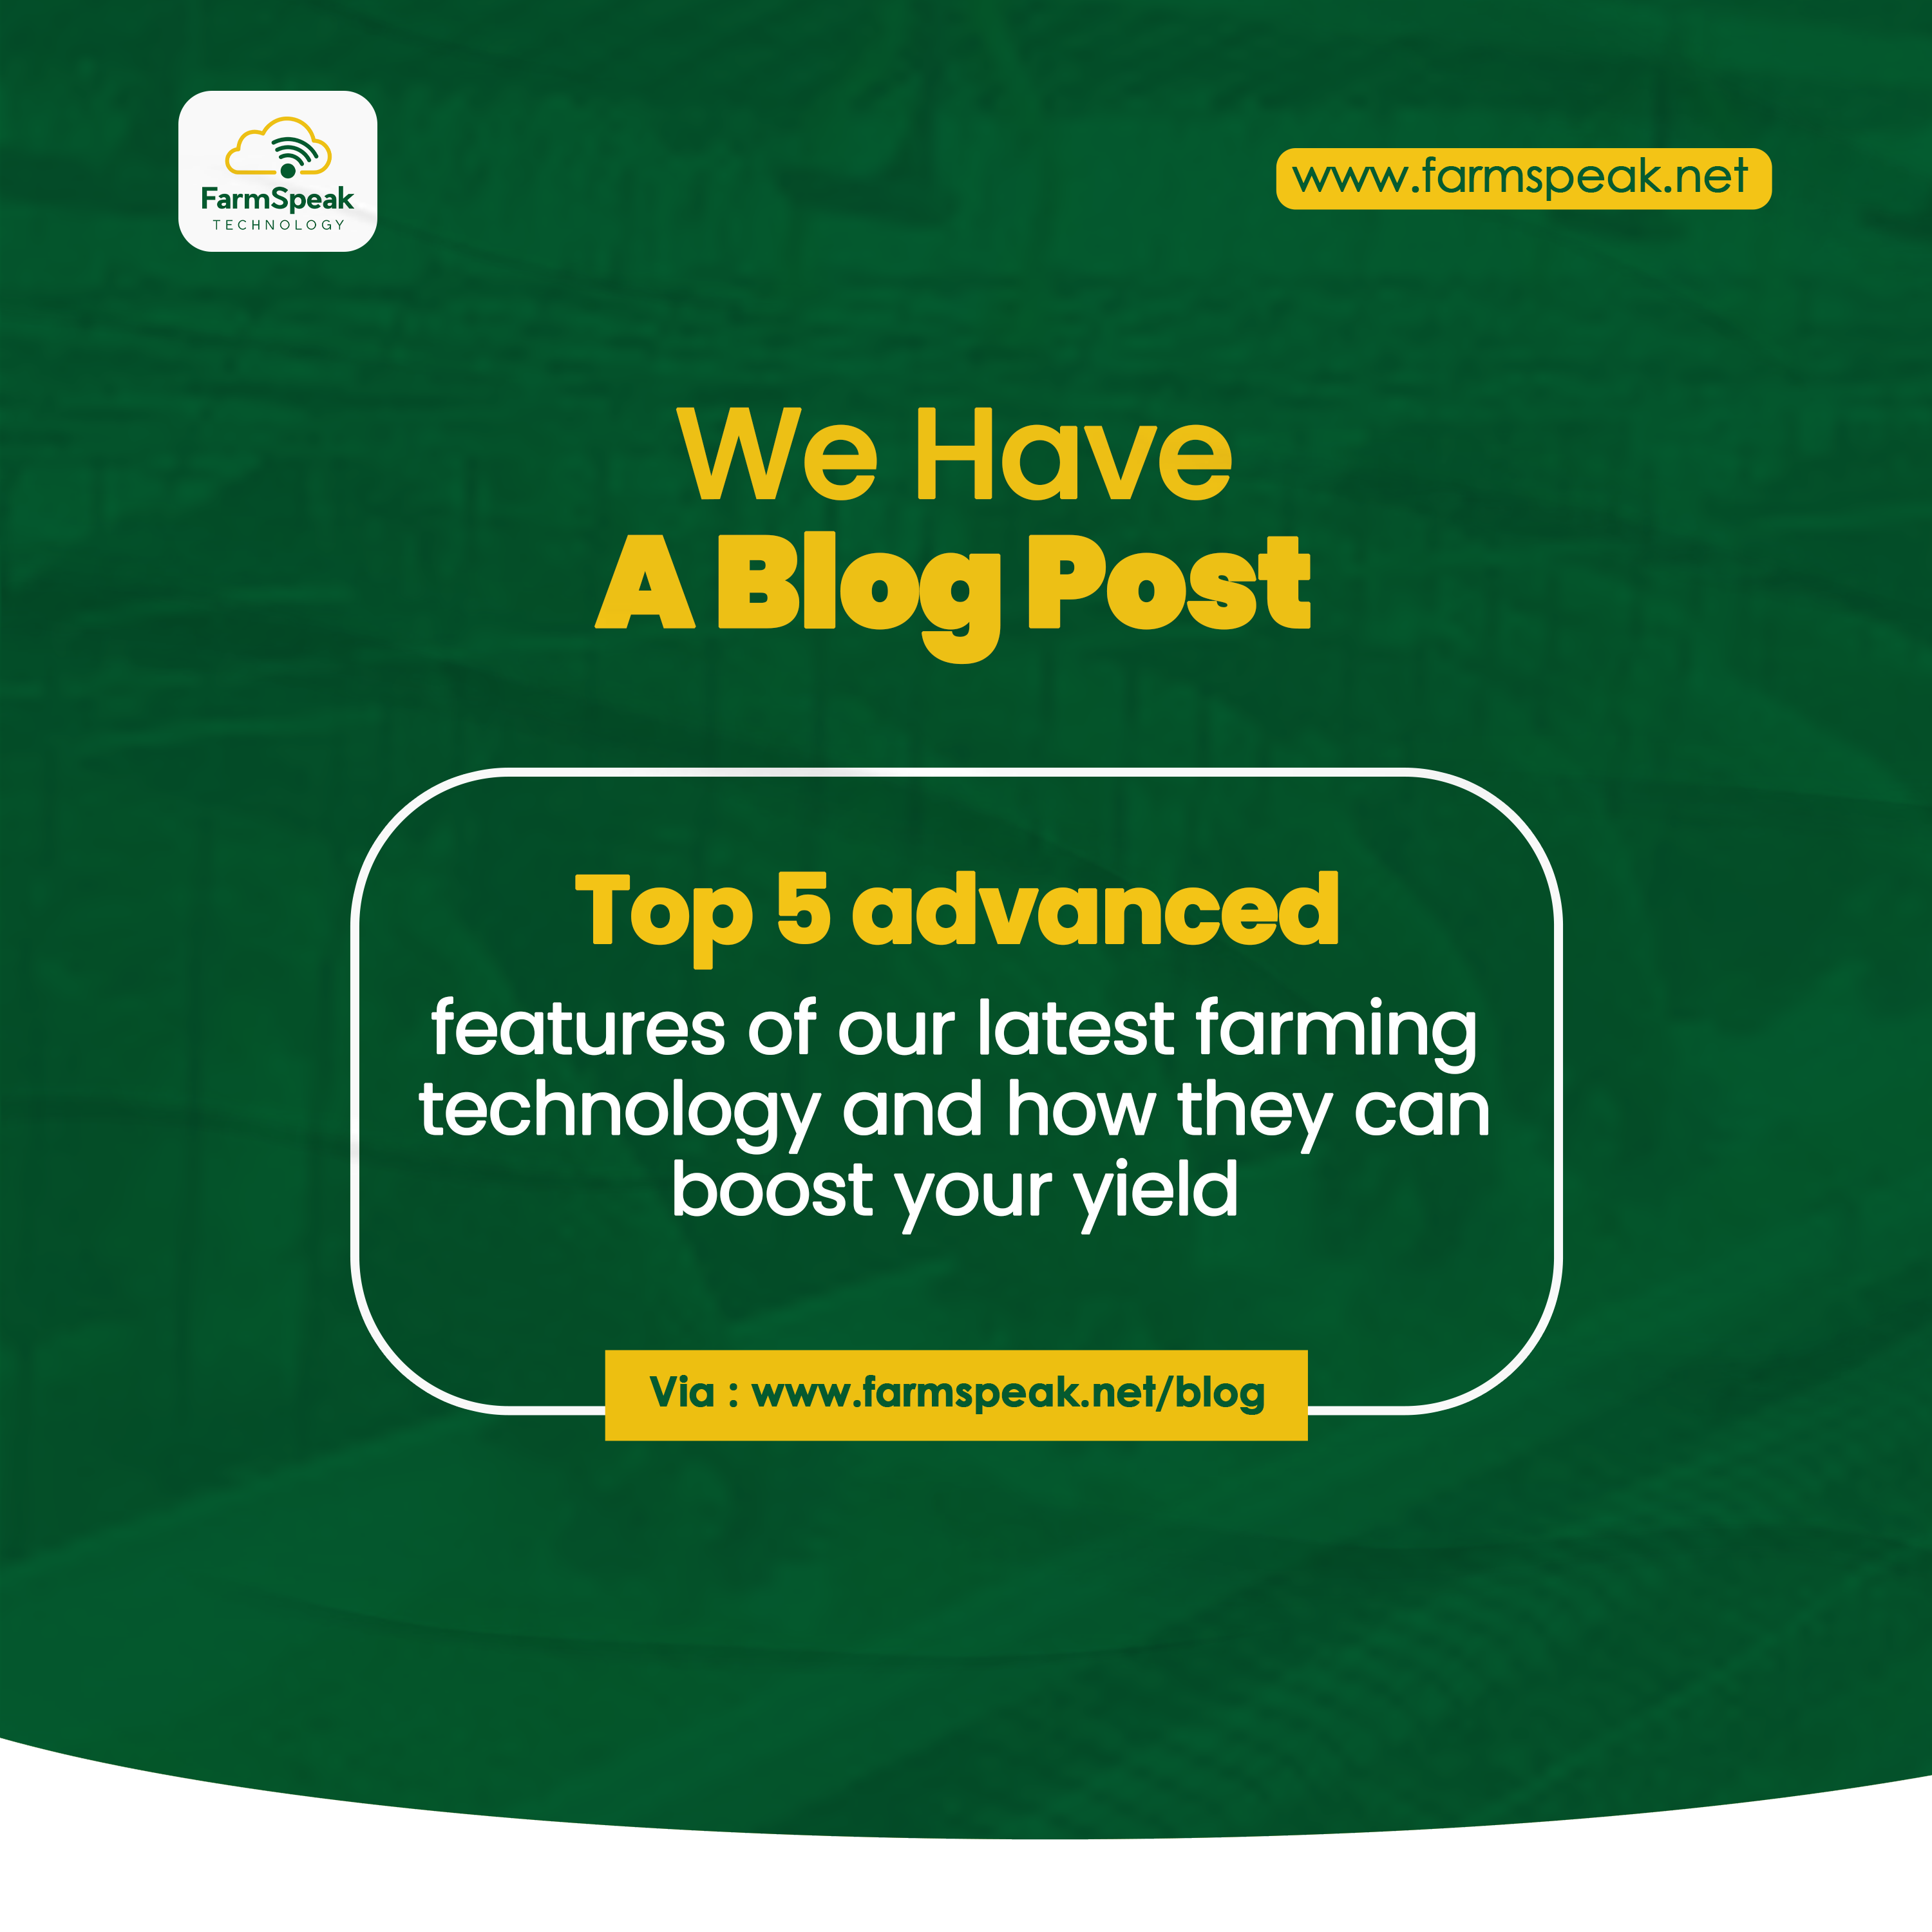 FarmSpeak
TECHNOLOGY
www.farmspeak.net
We Have
A Blog Post
Top 5 advanced
features of our latest farming
technology and how they can
boost your yield
Via : www.farmspeak.net/blog